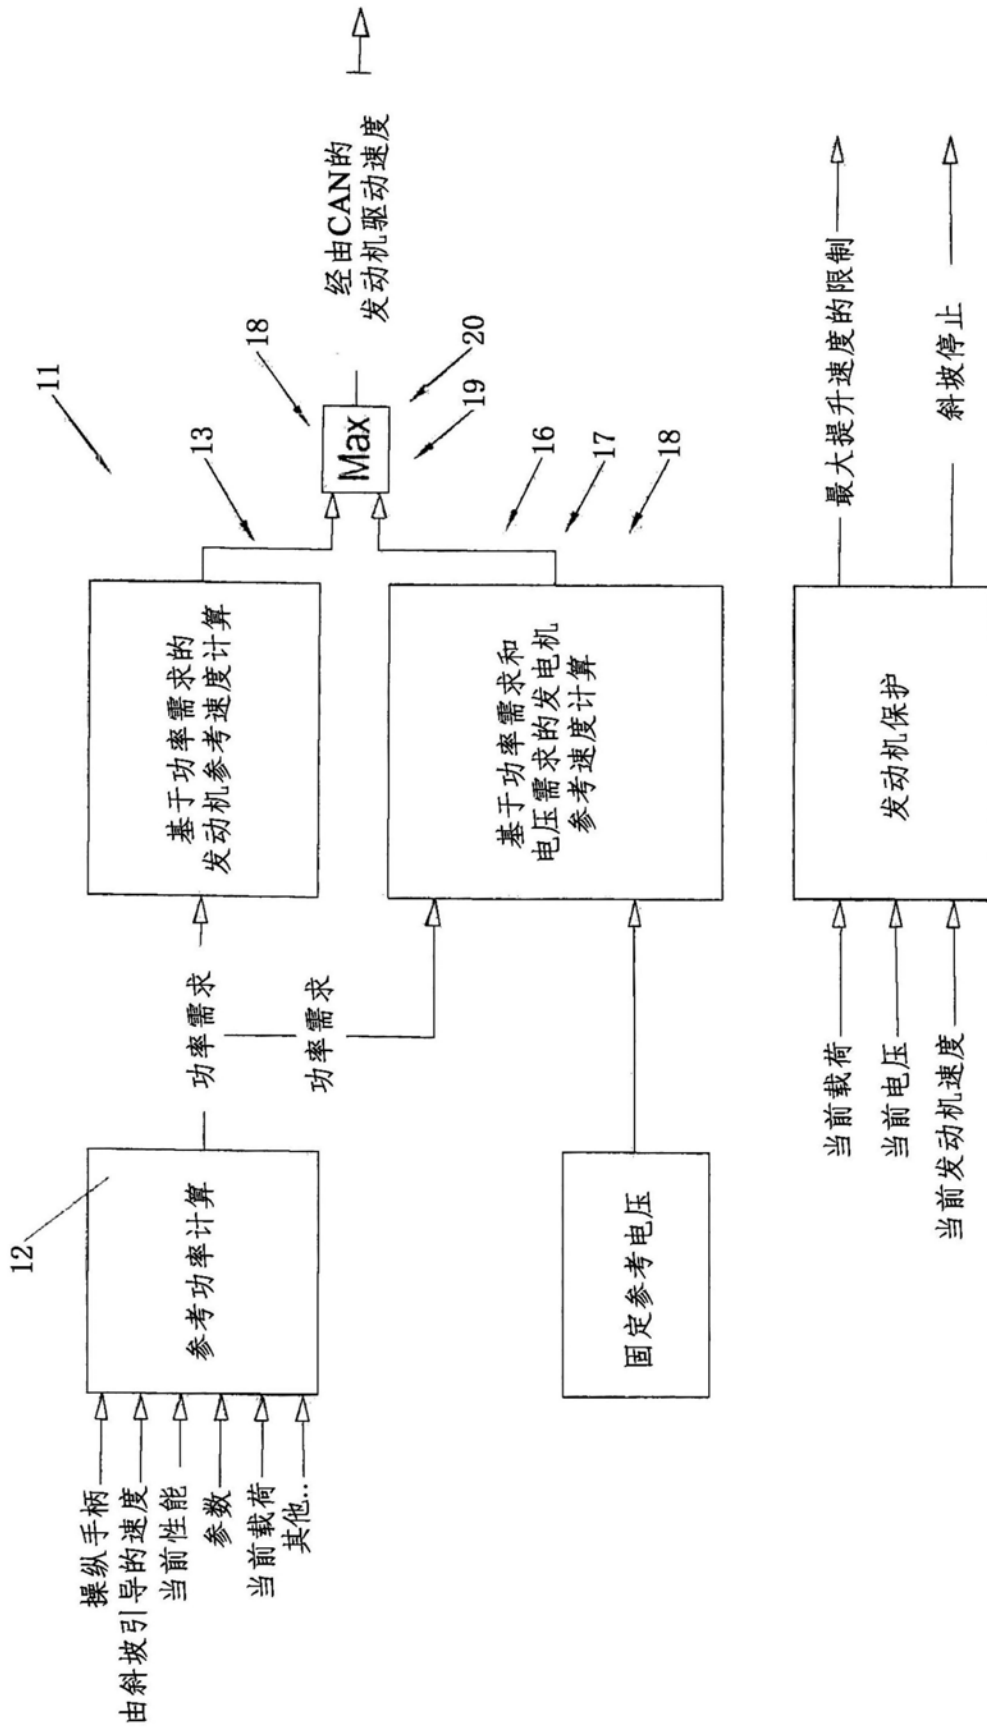 11
12
操纵手柄
由斜坡引导的速度
当前性能
参数
当前载荷
其他..
参考功率计算
功率需求
功率需求
基于功率需求的
发动机参考速度计算
13
18
Max
经由CAN的
发动机驱动速度
20
19
16
17
18
固定参考电压
基于功率需求和
电压需求的发电机
参考速度计算
当前载荷
当前电压
当前发动机速度
发动机保护
最大提升速度的限制
斜坡停止